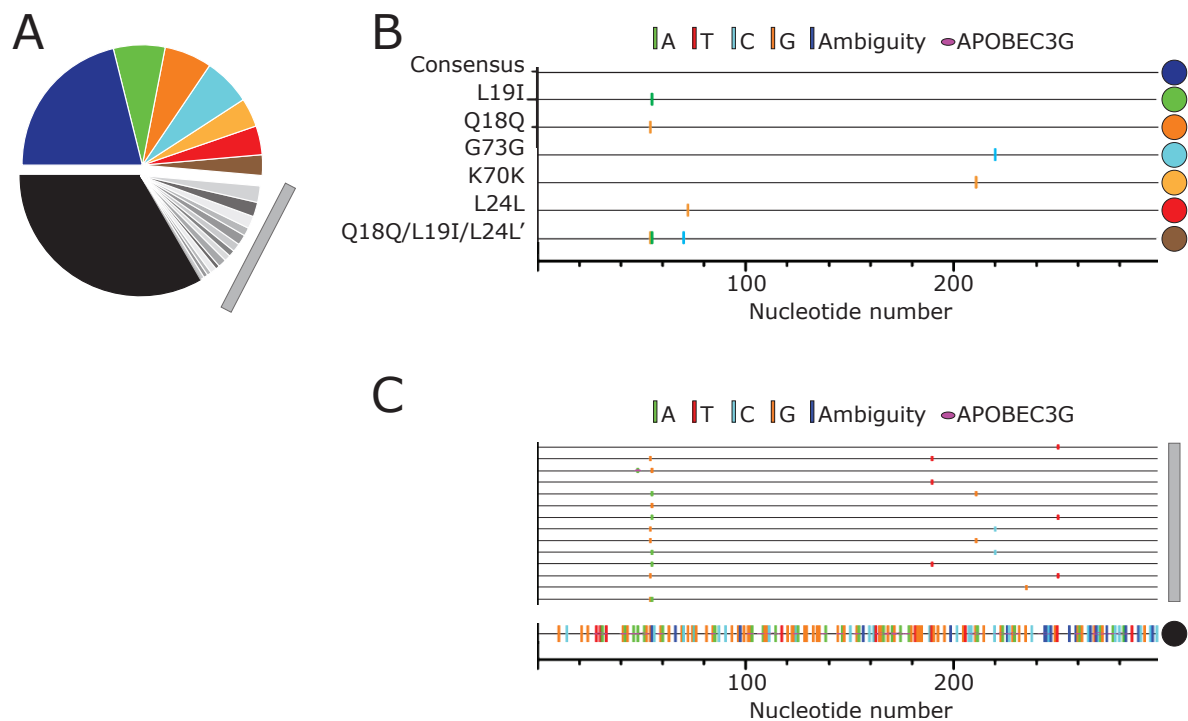 A
B
A T C G Ambiguity APOBEC3G
Consensus
L19I
Q18Q
G73G
K70K
L24L
Q18Q/L19I/L24L’
100 200
Nucleotide number
C
A T C G Ambiguity APOBEC3G
100 200
Nucleotide number